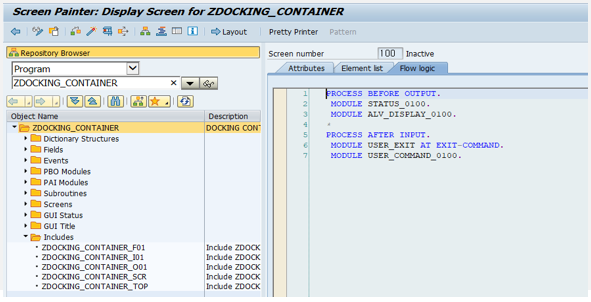 Screen Painter: Display Screen for ZDOCKING_CONTAINER
Layout Pretty Printer Pattern
Repository Browser
Program
ZDOCKING_CONTAINER
Object Name Description
ZDOCKING_CONTAINER DOCKING CONT
Dictionary Structures
Fields
Events
PBO Modules
PAI Modules
Subroutines
Screens
GUI Status
GUI Title
Includes
ZDOCKING_CONTAINER_F01 Include ZDOCK
ZDOCKING_CONTAINER_I01 Include ZDOCK
ZDOCKING_CONTAINER_O01 Include ZDOCK
ZDOCKING_CONTAINER_SCR Include ZDOCK
ZDOCKING_CONTAINER_TOP Include ZDOCK
Screen number 100 Inactive
Attributes Element list Flow logic
1 PROCESS BEFORE OUTPUT.
2 MODULE STATUS_0100.
3 MODULE ALV_DISPLAY_0100.
4 *
5 PROCESS AFTER INPUT.
6 MODULE USER_EXIT AT EXIT-COMMAND.
7 MODULE USER_COMMAND_0100.